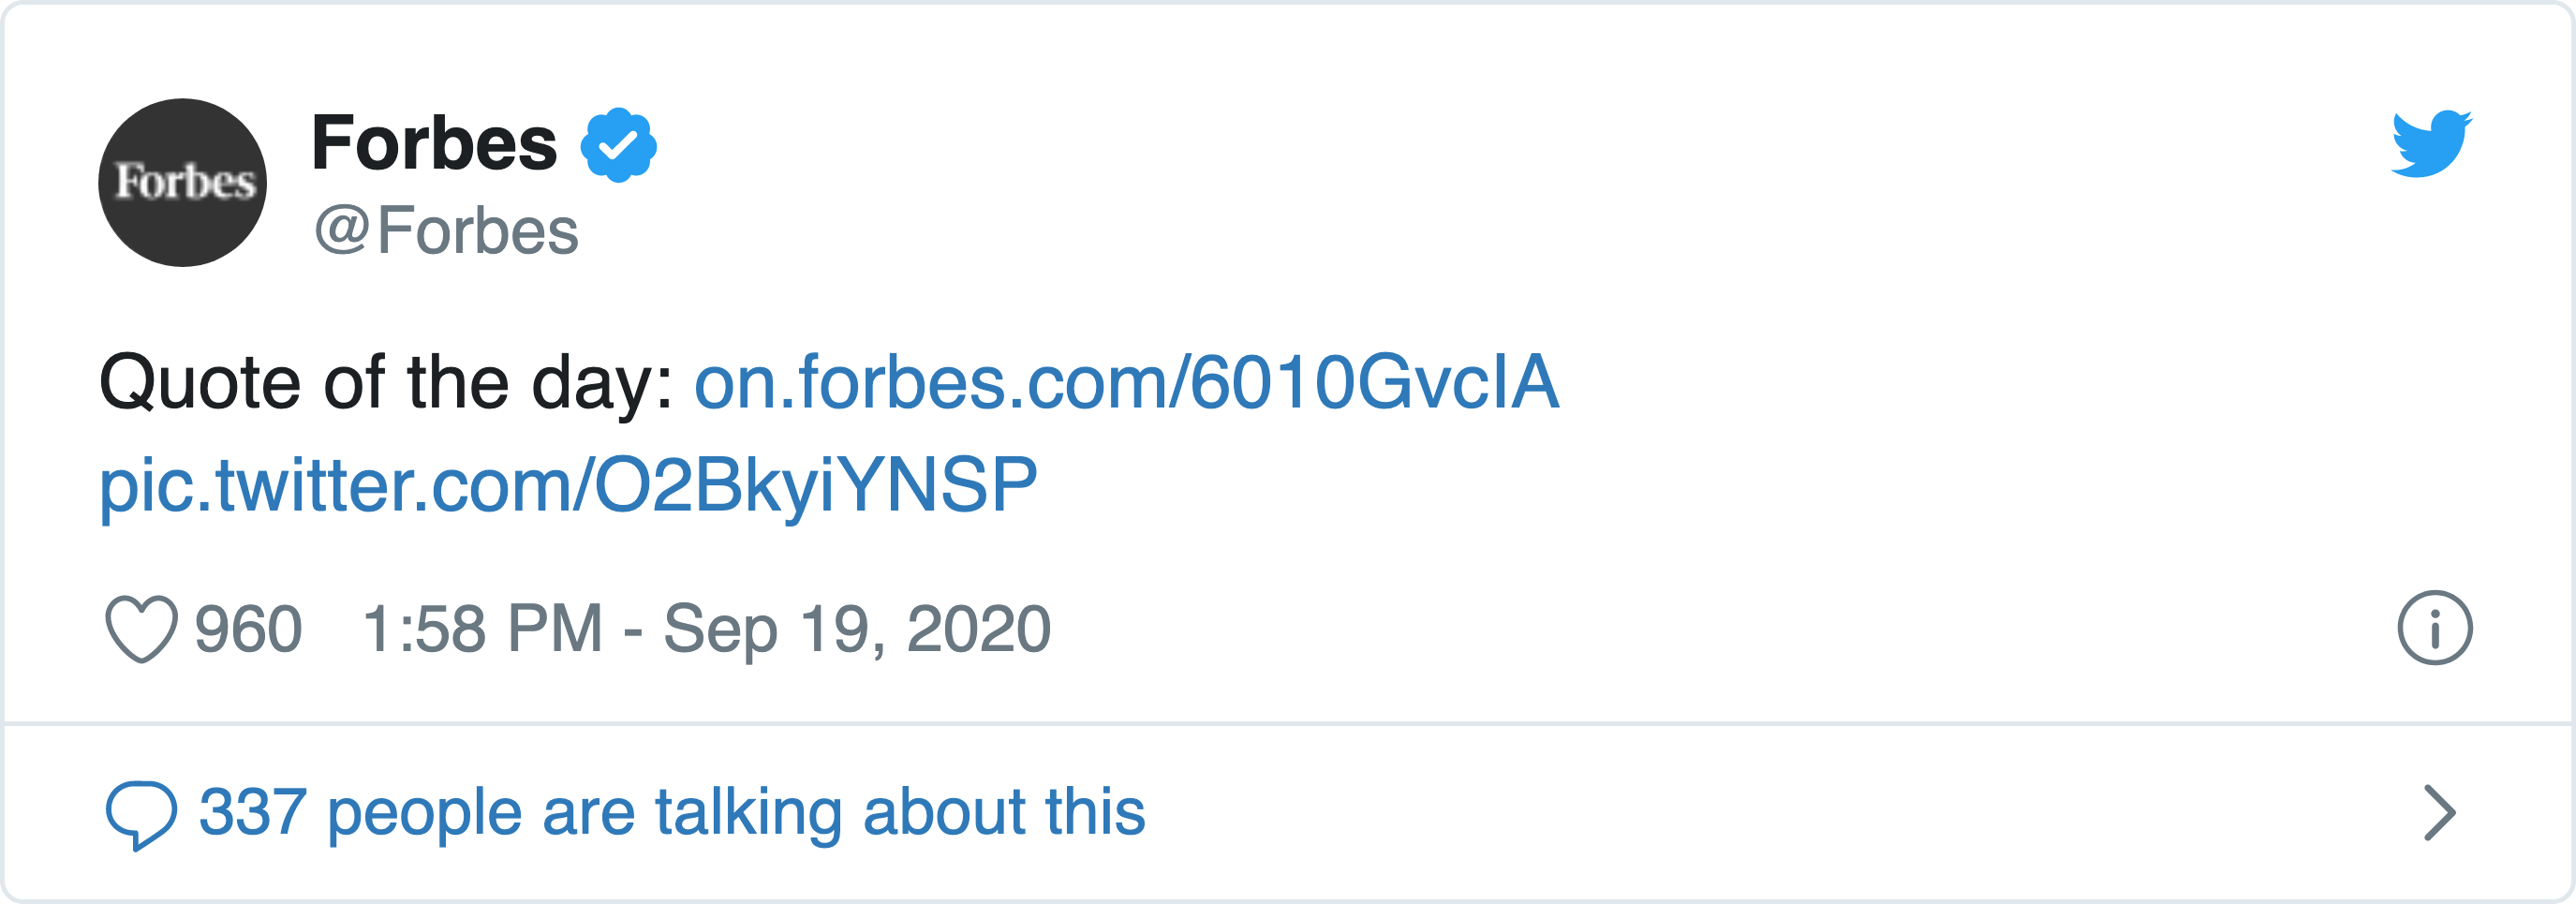 Forbes
Forbes
@Forbes
Quote of the day: on.forbes.com/6010GvcIA
pic.twitter.com/O2BkyiYNSP
960 1:58 PM - Sep 19, 2020
337 people are talking about this